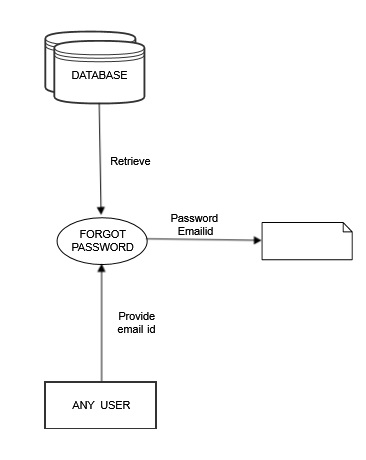 DATABASE
Retrieve
Password
Emailid
FORGOT
PASSWORD
Provide
email id
ANY USER